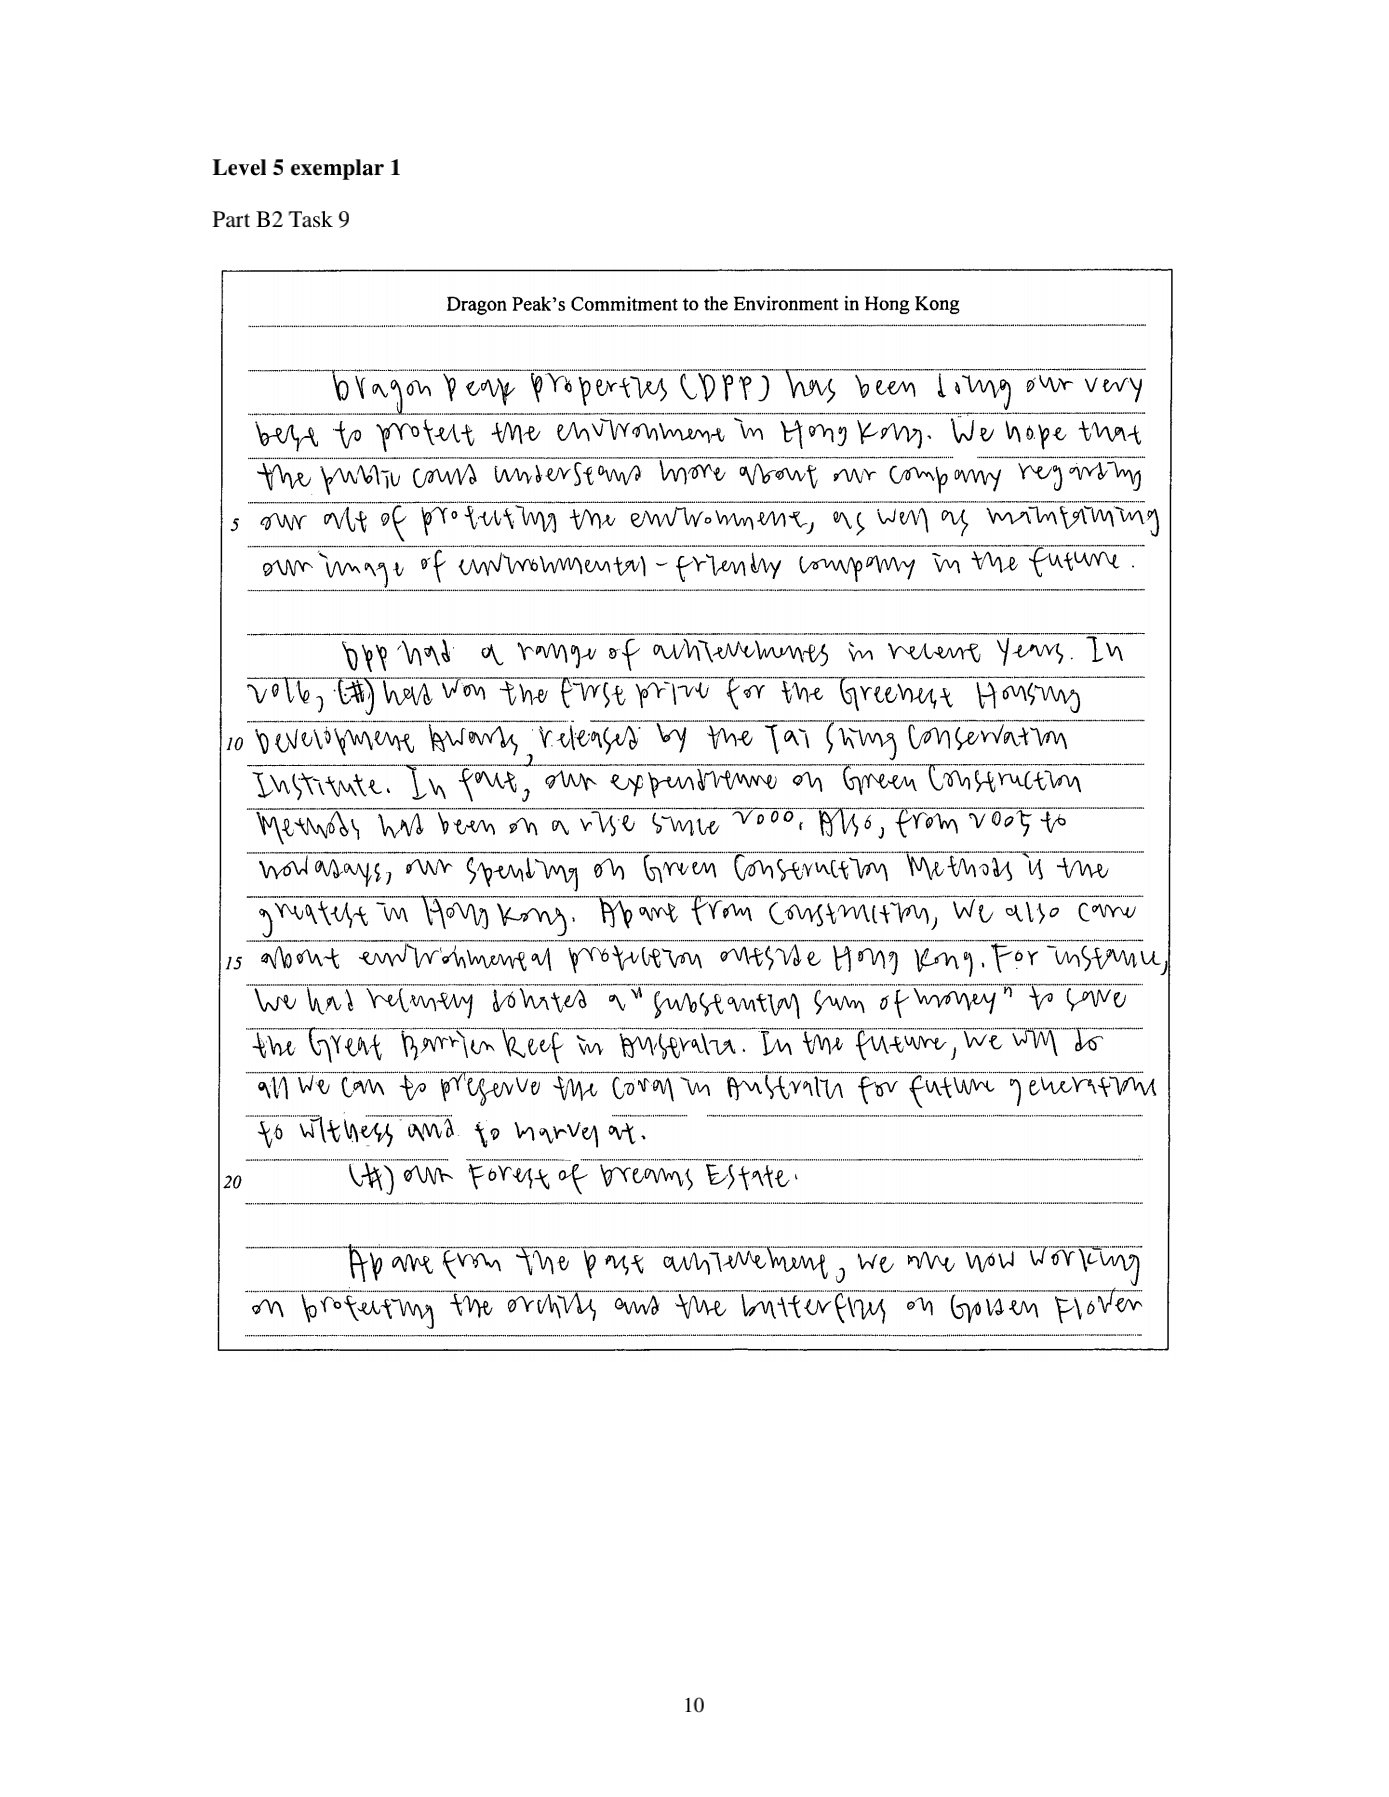 Level 5 exemplar 1
Part B2 Task 9
Dragon Peak's Commitment to the Environment in Hong Kong
Dragon Peak Properties (DPP) has been doing our very
best to protect the environment in Hong Kong. We hope that
the public could understand more about our company regarding
5 our act of protecting the environment, as well as maintaining
our image of environmental-friendly company in the future.
DPP had a range of achievements in recent years. In
2016, (#) had won the first prize for the Greenest Housing
10 Development Awards, released by the Tai Shing Conservation
Institute. In fact, our expenditure on Green Construction
Methods had been on a rise since 2000. Also, from 2005 to
nowadays, our spending on Green Construction Methods is the
greatest in Hong Kong. Apart from construction, we also care
15 about environmental protection outside Hong Kong. For instance,
we had recently donated a "substantial sum of money" to save
the Great Barrier Reef in Australia. In the future, we will do
all we can to preserve the coral in Australia for future generations
to witness and to marvel at.
20 (#) our Forest of Dreams Estate.
Apart from the past achievement, we are now working
on protecting the orchids and the butterflies on Golden Flower
10